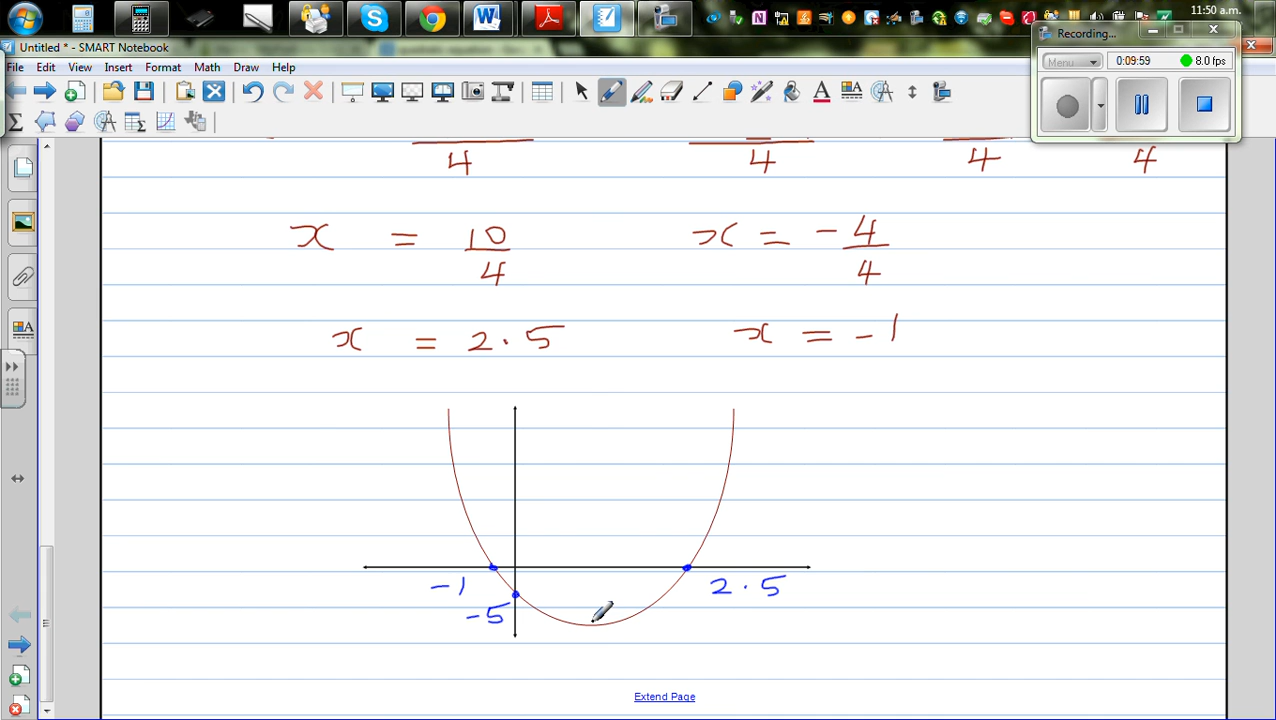 11:50 a.m.
Untitled * - SMART Notebook
Recording...
File Edit View Insert Format Math Draw Help
Menu 0:09:59 8.0 fps
4 4 4 4
x = 10/4 x = -4/4
x = 2.5 x = -1
-1 2.5
-5
Extend Page